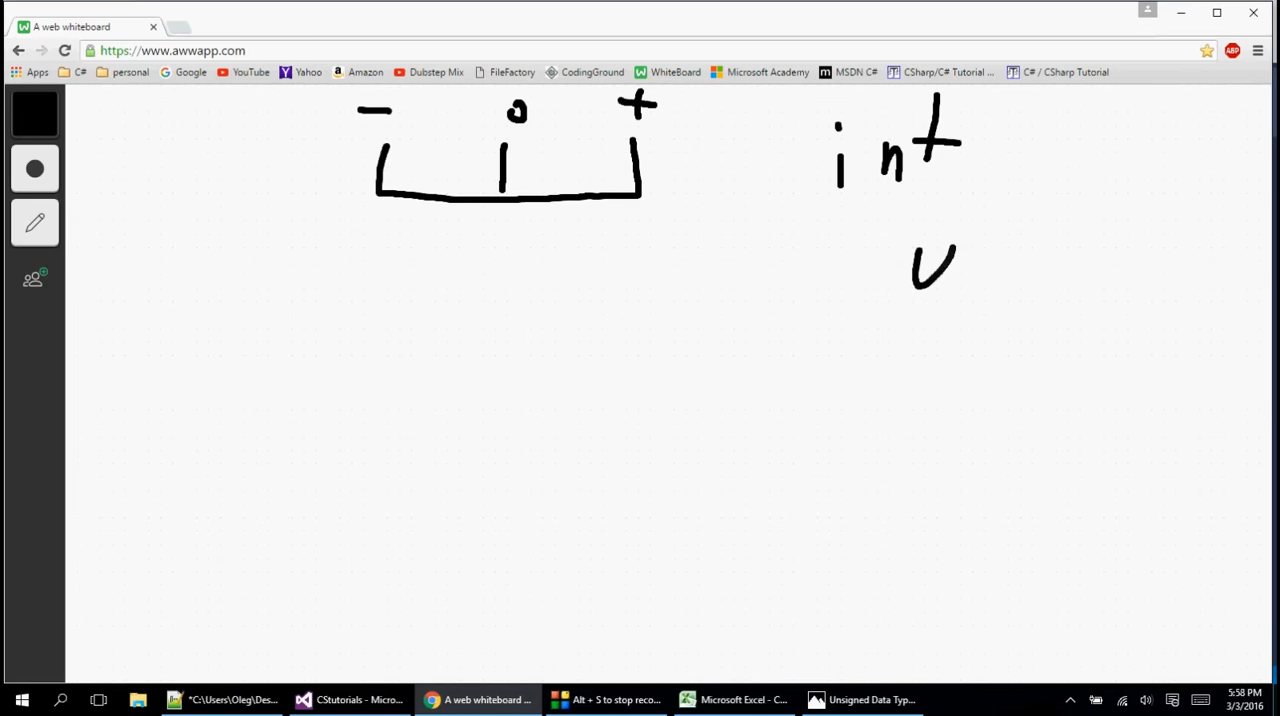 A web whiteboard
https://www.awwapp.com
ABP
Apps C# personal Google YouTube Yahoo Amazon Dubstep Mix FileFactory CodingGround WhiteBoard Microsoft Academy MSDN C# CSharp/C# Tutorial ... C# / CSharp Tutorial
- 0 + int
U
*C:\Users\Oleg\Des... CStutorials - Micro... A web whiteboard ... Alt + S to stop reco... Microsoft Excel - C... Unsigned Data Typ... 5:58 PM
3/3/2016